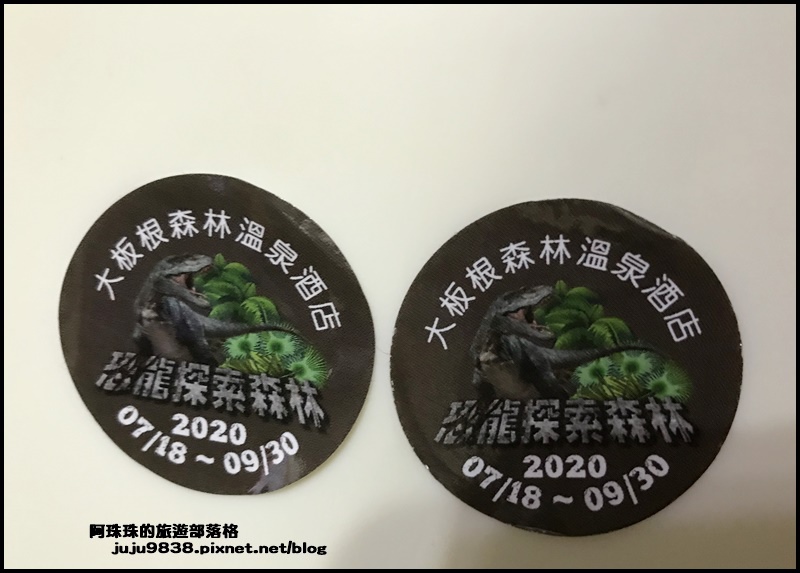 大板根森林溫泉酒店
恐龍探索森林
2020
07/18 ~ 09/30
大板根森林溫泉酒店
恐龍探索森林
2020
07/18 ~ 09/30
阿珠珠的旅遊部落格
juju9838.pixnet.net/blog